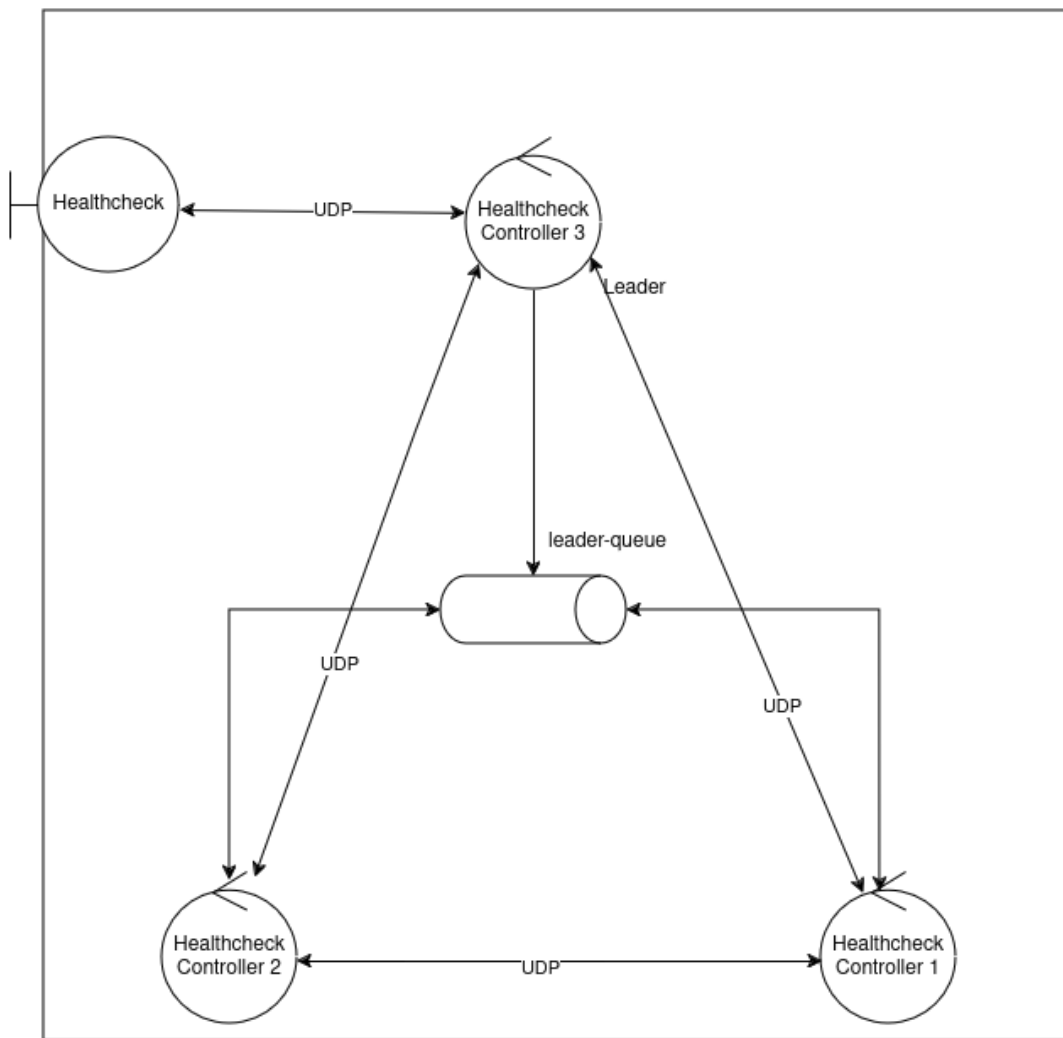 Healthcheck
UDP
Healthcheck
Controller 3
Leader
leader-queue
UDP
UDP
Healthcheck
Controller 2
UDP
Healthcheck
Controller 1